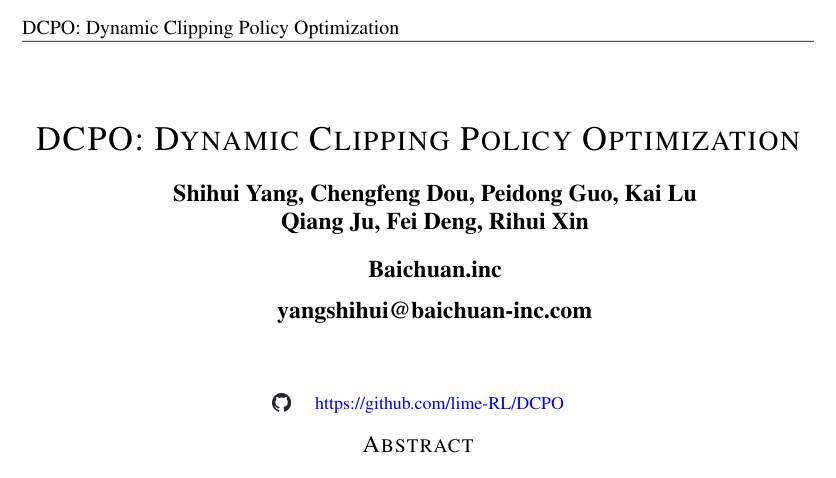 DCPO: Dynamic Clipping Policy Optimization
DCPO: DYNAMIC CLIPPING POLICY OPTIMIZATION
Shihui Yang, Chengfeng Dou, Peidong Guo, Kai Lu
Qiang Ju, Fei Deng, Rihui Xin
Baichuan.inc
yangshihui@baichuan-inc.com
https://github.com/lime-RL/DCPO
ABSTRACT